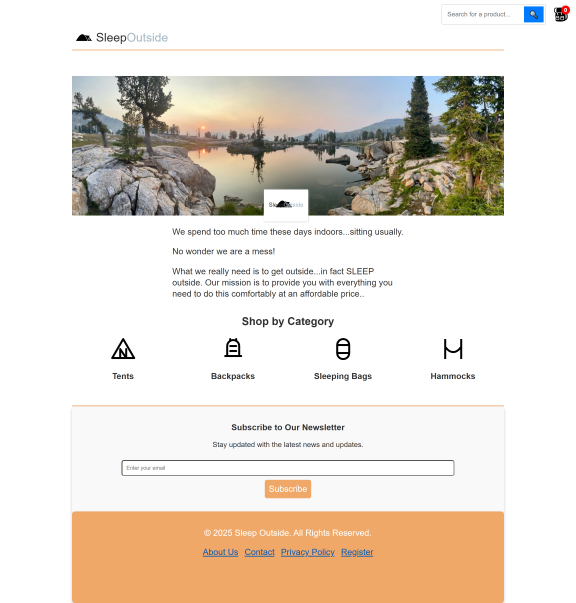 Search for a product...
0
SleepOutside
SleepOutside
We spend too much time these days indoors...sitting usually.
No wonder we are a mess!
What we really need is to get outside...in fact SLEEP
outside. Our mission is to provide you with everything you
need to do this comfortably at an affordable price..
Shop by Category
Tents
Backpacks
Sleeping Bags
Hammocks
Subscribe to Our Newsletter
Stay updated with the latest news and updates.
Enter your email
Subscribe
© 2025 Sleep Outside. All Rights Reserved.
About Us Contact Privacy Policy Register